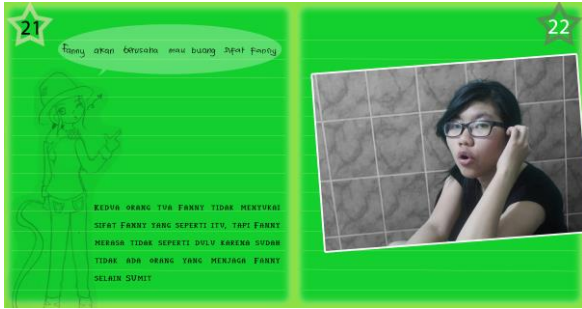 21
Fanny akan berusaha mau buang sifat Fanny
KEDUA ORANG TUA FANNY TIDAK MENYUKAI
SIFAT FANNY YANG SEPERTI ITU, TAPI FANNY
MERASA TIDAK SEPERTI DULU KARENA SUDAH
TIDAK ADA ORANG YANG MENJAGA FANNY
SELAIN SUMIT
22